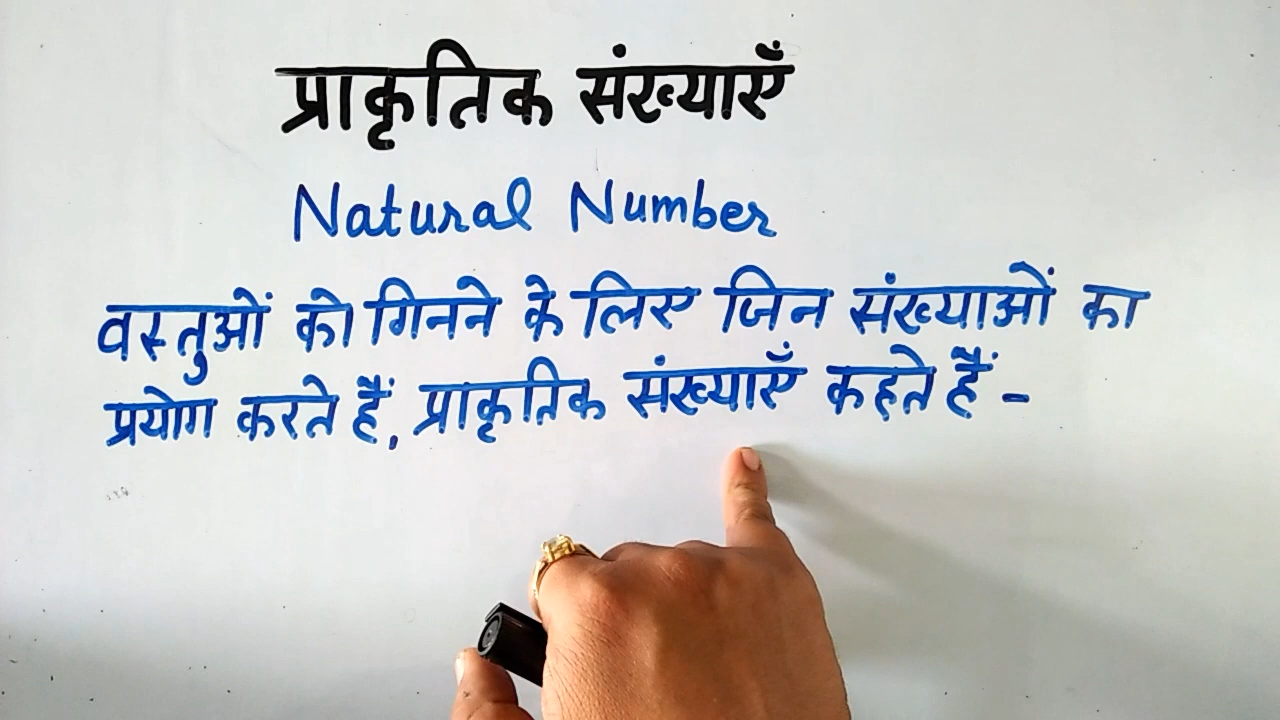 प्राकृतिक संख्याएँ
Natural Number
वस्तुओं को गिनने के लिए जिन संख्याओं का
प्रयोग करते हैं, प्राकृतिक संख्याएँ कहते हैं -